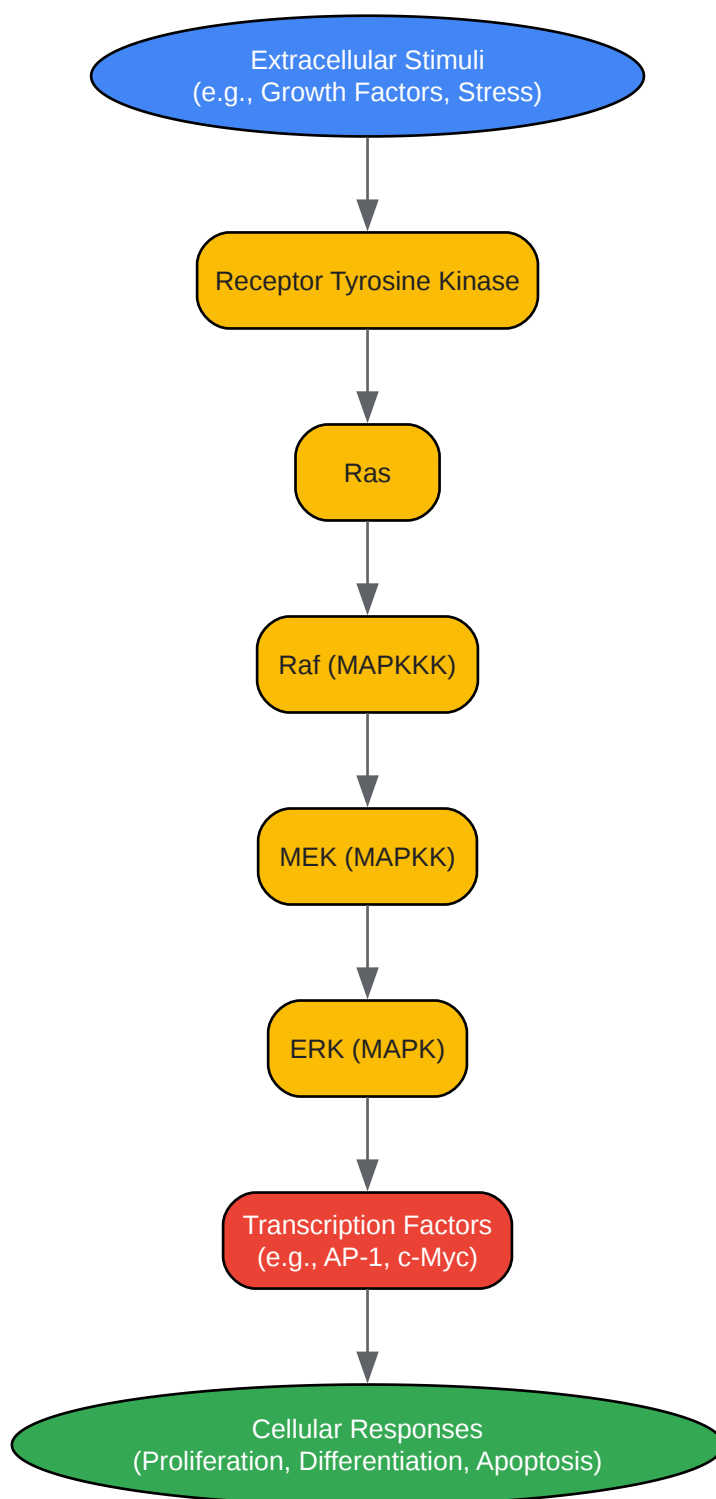 Extracellular Stimuli
(e.g., Growth Factors, Stress)
Receptor Tyrosine Kinase
Ras
Raf (MAPKKK)
MEK (MAPKK)
ERK (MAPK)
Transcription Factors
(e.g., AP-1, c-Myc)
Cellular Responses
(Proliferation, Differentiation, Apoptosis)